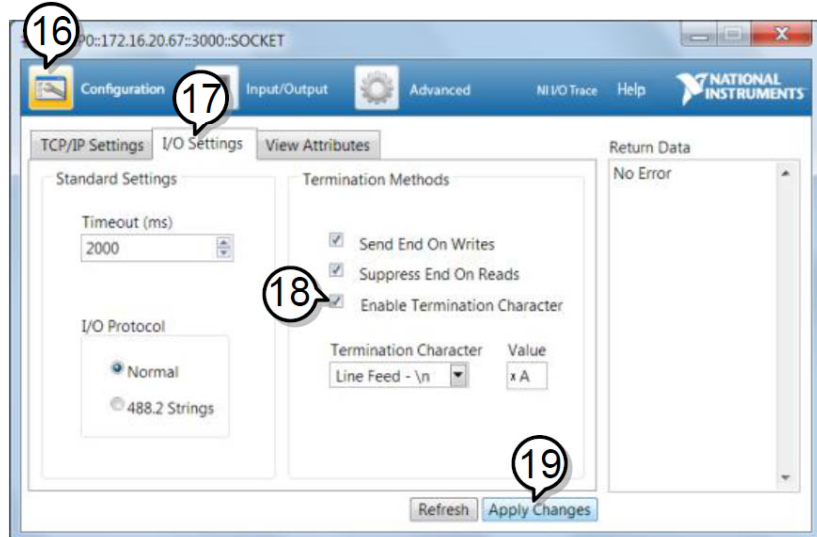 16
P0::172.16.20.67::3000::SOCKET
Configuration
17
Input/Output
Advanced
NI I/O Trace
Help
NATIONAL
INSTRUMENTS
TCP/IP Settings
I/O Settings
View Attributes
Return Data
No Error
Standard Settings
Timeout (ms)
2000
I/O Protocol
Normal
488.2 Strings
Termination Methods
Send End On Writes
Suppress End On Reads
18
Enable Termination Character
Termination Character
Value
Line Feed - \n
x A
19
Refresh
Apply Changes